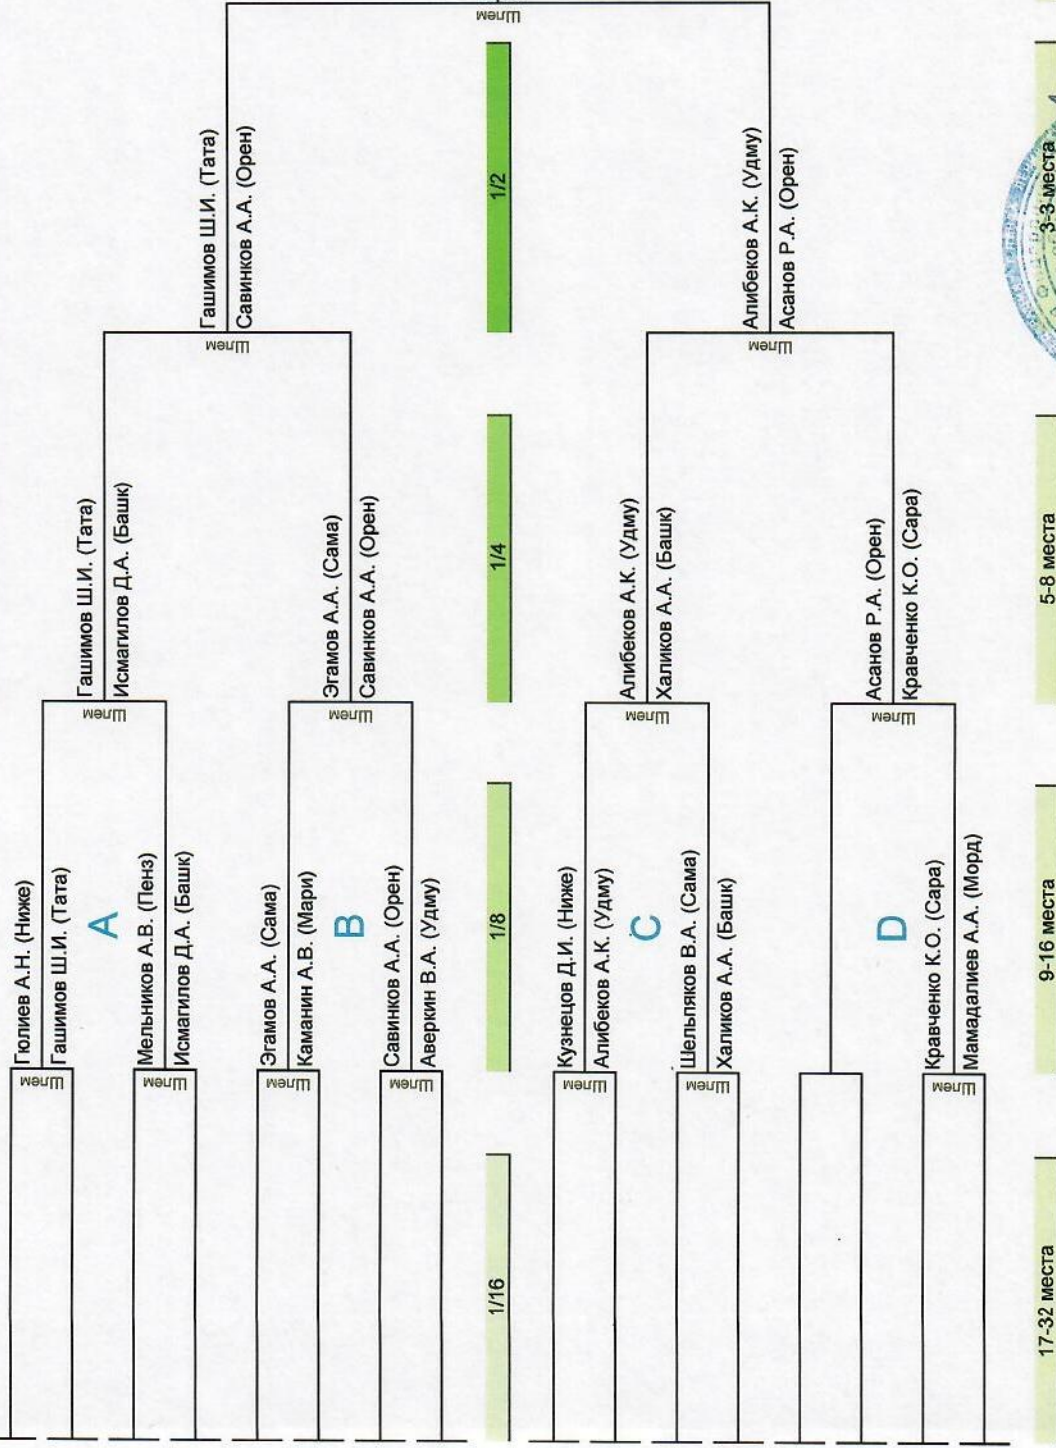 Шлем
Гашимов Ш.И. (Тата)
Савинков А.А. (Орен)
Шлем
1/2
Алибеков А.К. (Удму)
Асанов Р.А. (Орен)
Шлем
3-3 места
Гашимов Ш.И. (Тата)
Исмагилов Д.А. (Башк)
Шлем
Эгамов А.А. (Сама)
Савинков А.А. (Орен)
Шлем
1/4
Алибеков А.К. (Удму)
Халиков А.А. (Башк)
Шлем
Асанов Р.А. (Орен)
Кравченко К.О. (Сара)
Шлем
5-8 места
Гюлиев А.Н. (Ниже)
Гашимов Ш.И. (Тата)
Шлем
A
Мельников А.В. (Пенз)
Исмагилов Д.А. (Башк)
Шлем
Эгамов А.А. (Сама)
Каманин А.В. (Мари)
Шлем
B
Савинков А.А. (Орен)
Аверкин В.А. (Удму)
Шлем
1/8
Кузнецов Д.И. (Ниже)
Алибеков А.К. (Удму)
Шлем
C
Шельпяков В.А. (Сама)
Халиков А.А. (Башк)
Шлем
D
Кравченко К.О. (Сара)
Мамадалиев А.А. (Морд)
Шлем
9-16 места
1/16
17-32 места